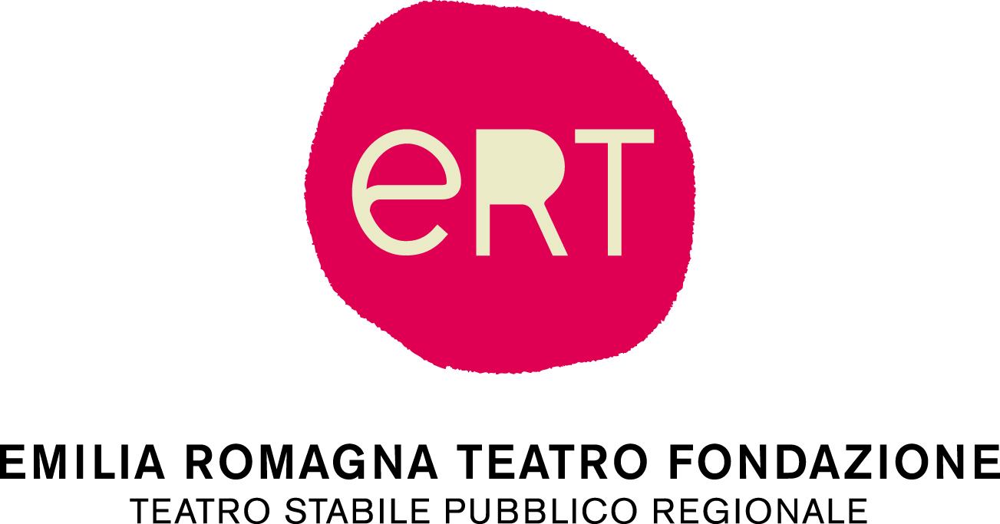 eRT
EMILIA ROMAGNA TEATRO FONDAZIONE
TEATRO STABILE PUBBLICO REGIONALE